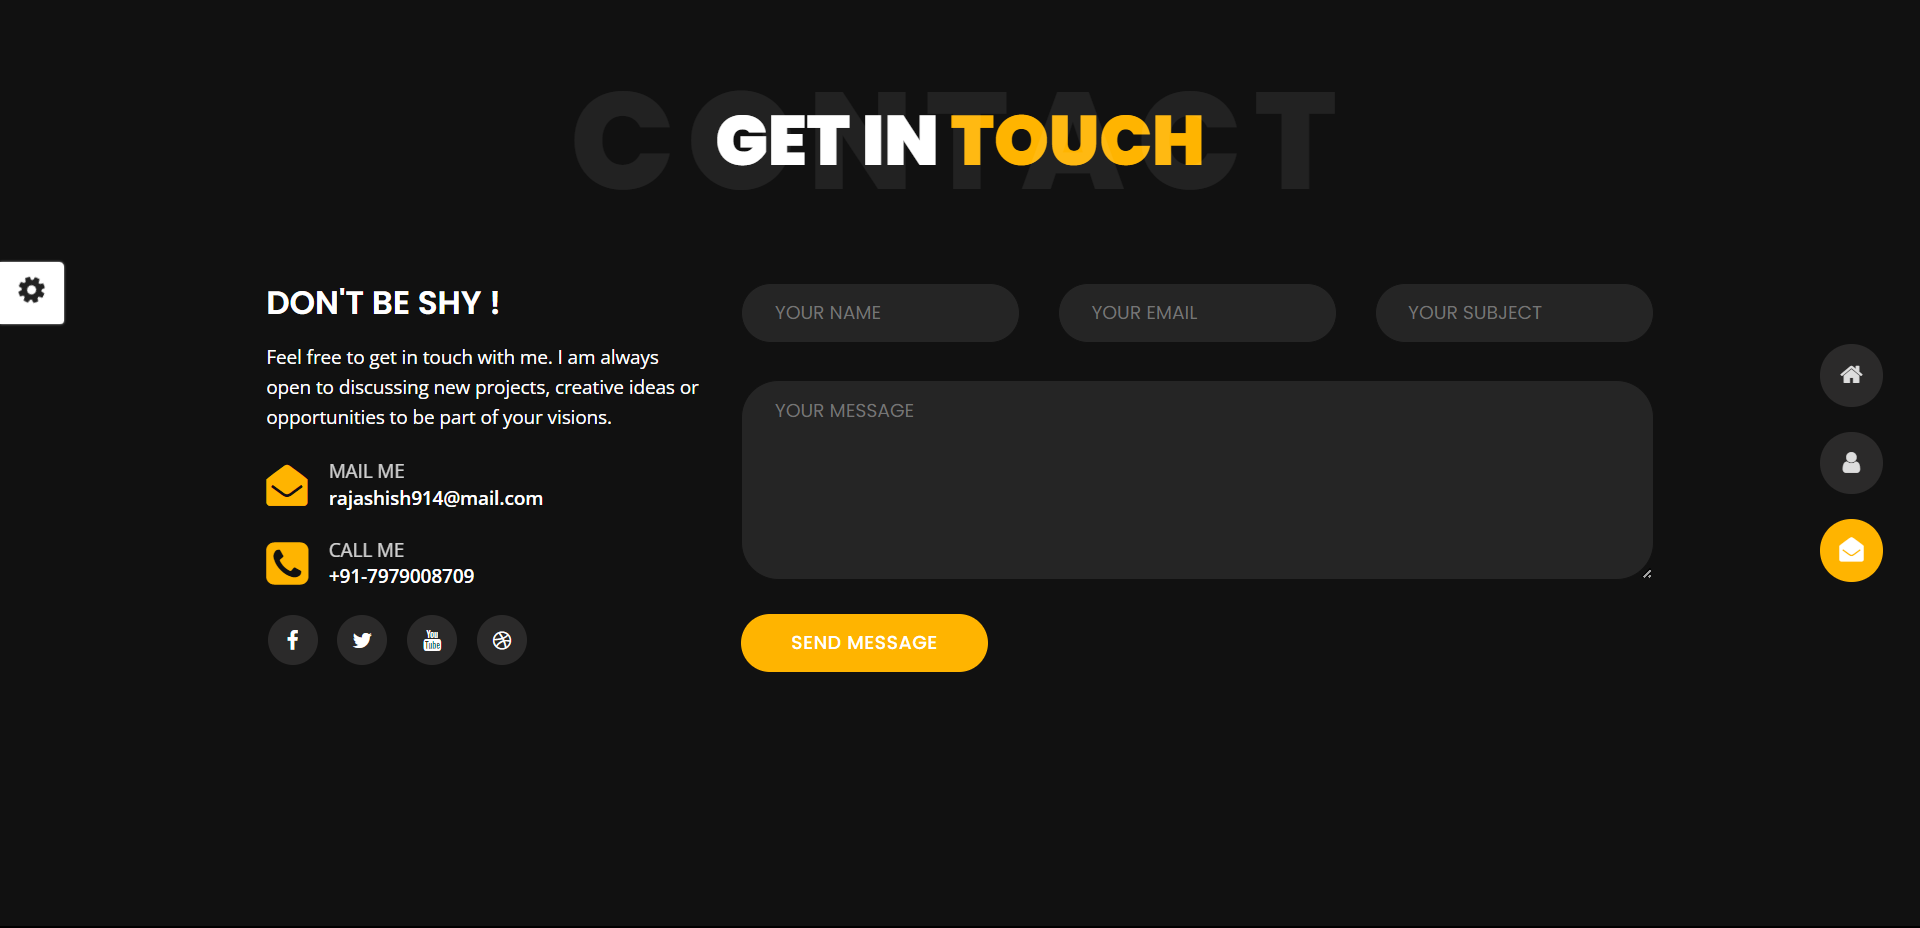 CONTACT
GET IN TOUCH
DON'T BE SHY !
Feel free to get in touch with me. I am always
open to discussing new projects, creative ideas or
opportunities to be part of your visions.
MAIL ME
rajashish914@mail.com
CALL ME
+91-7979008709
You
Tube
YOUR NAME
YOUR EMAIL
YOUR SUBJECT
YOUR MESSAGE
SEND MESSAGE